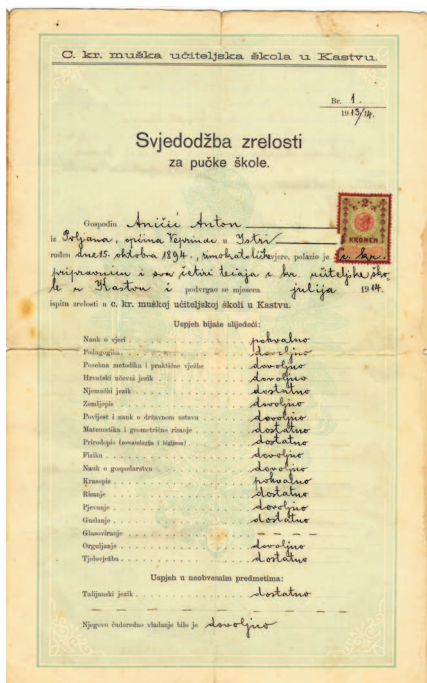 C. kr. muška učiteljska škola u Kastvu.
Br. 1.
1913/14.
Svjedodžba zrelosti
za pučke škole.
KRONEN
Gospodin Aničić Anton
iz Poljana, općina Veprinac u Istri
rođen dne 15. oktobra 1894., rimokatoličke vjere, polazio je c. kr.
pripravnicu i sva četiri tečaja c. kr. učiteljske ško-
le u Kastvu i podvrgao se mjeseca julija 1914.
ispitu zrelosti u c. kr. muškoj učiteljskoj školi u Kastvu.
Uspjeh bijaše slijedeći:
Nauk o vjeri pohvalno
Pedagogika dovoljno
Posebna metodika i praktične vježbe dovoljno
Hrvatski učevni jezik dovoljno
Njemački jezik dostatno
Zemljopis dovoljno
Povijest i nauk o državnom ustavu dovoljno
Matematika i geometrično risanje dostatno
Prirodopis (somatologija i higijena) dovoljno
Fizika dovoljno
Nauk o gospodarstvu dovoljno
Krasopis pohvalno
Risanje dostatno
Pjevanje dovoljno
Guslanje dostatno
Glasoviranje — — —
Orguljanje dovoljno
Tjelovježba dostatno
Uspjeh u neobveznim predmetima:
Talijanski jezik dostatno
Njegovo ćudoredno vladanje bilo je dovoljno